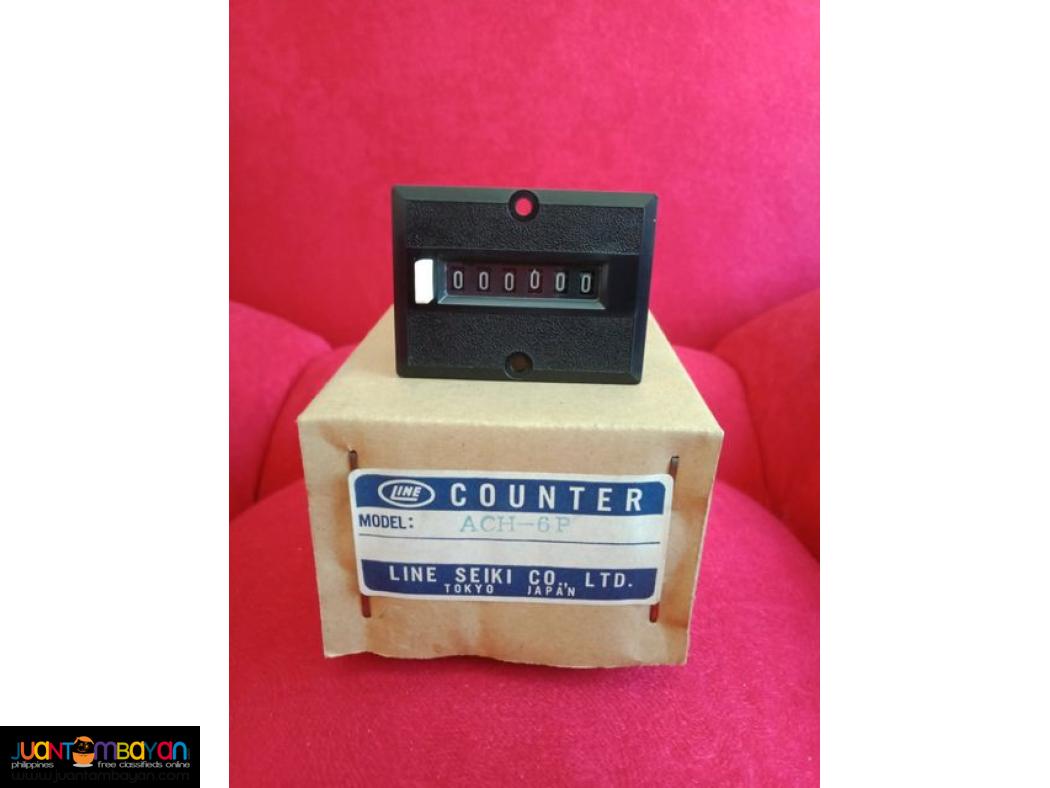 000000
LINE COUNTER
MODEL: ACH-6P
LINE SEIKI CO., LTD.
TOKYO JAPAN
JUANTAMBAYAN
philippines free classifieds online
www.juantambayan.com